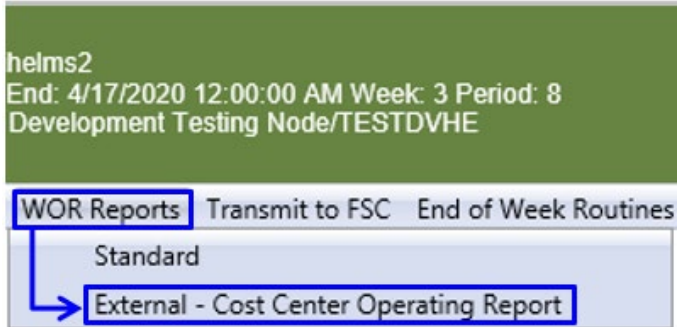 helms2
End: 4/17/2020 12:00:00 AM Week: 3 Period: 8
Development Testing Node/TESTDVHE
WOR Reports Transmit to FSC End of Week Routines
Standard
External - Cost Center Operating Report